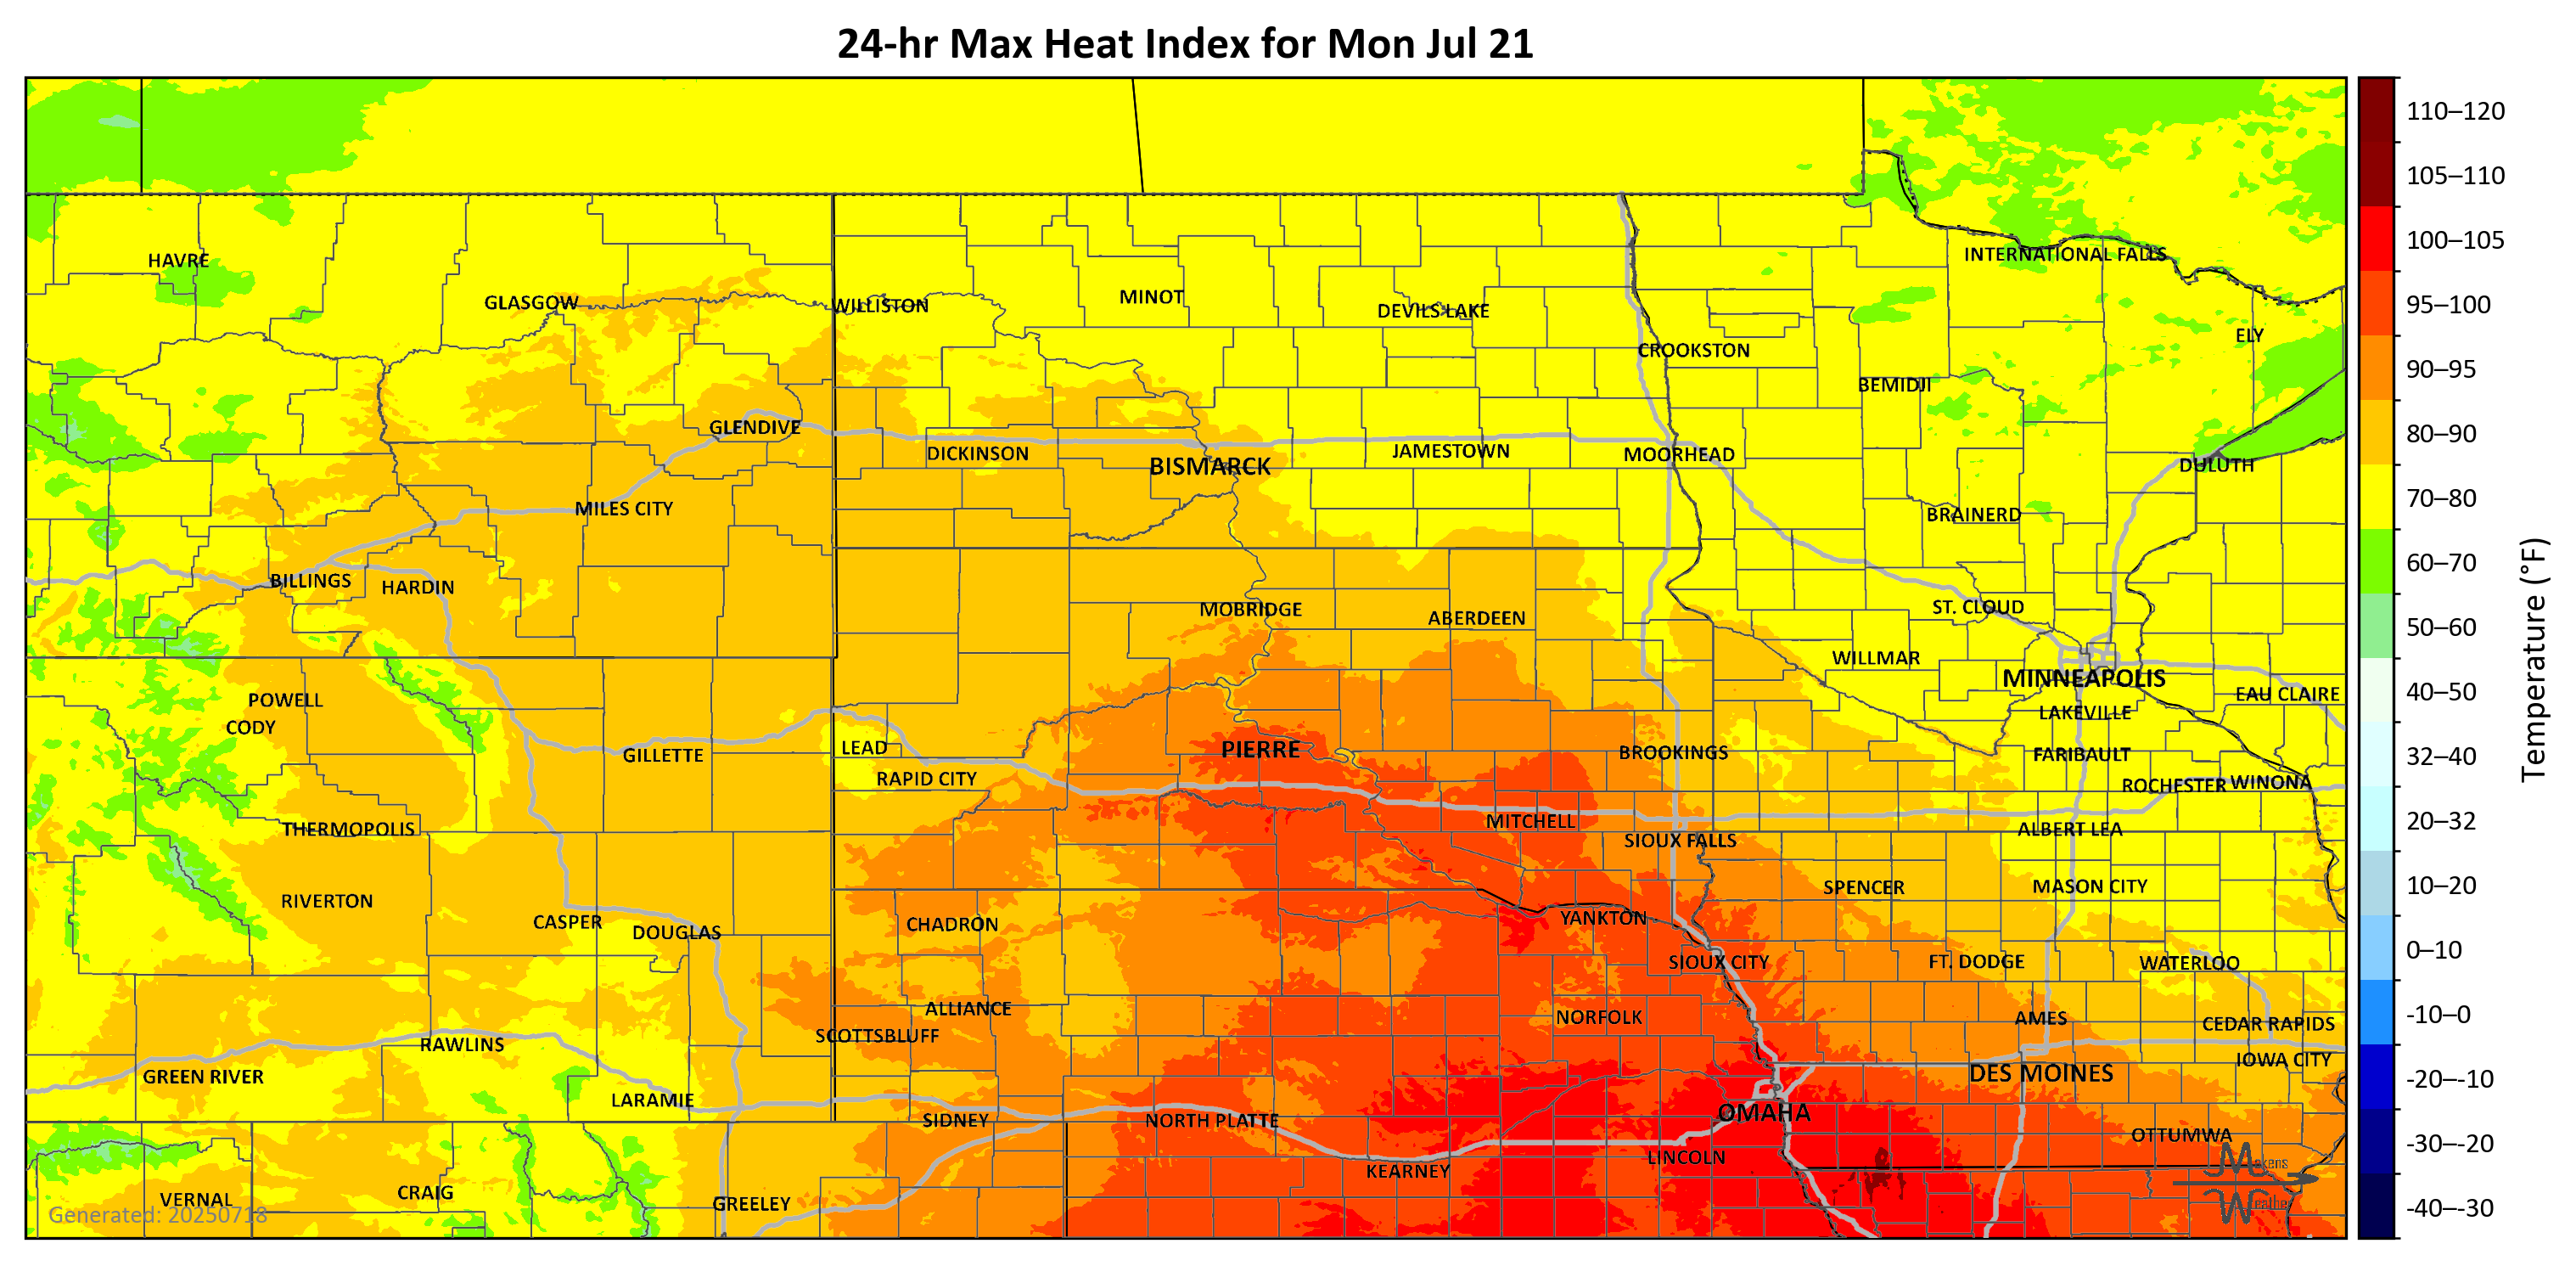 24-hr Max Heat Index for Mon Jul 21
110–120
105–110
100–105
95–100
90–95
80–90
70–80
60–70
50–60
40–50
32–40
20–32
10–20
0–10
-10–0
-20–-10
-30–-20
-40–-30
Temperature (°F)
HAVRE
INTERNATIONAL FALLS
GLASGOW
WILLISTON
MINOT
DEVILS LAKE
ELY
CROOKSTON
BEMIDJI
GLENDIVE
DICKINSON
BISMARCK
JAMESTOWN
MOORHEAD
DULUTH
MILES CITY
BRAINERD
BILLINGS
HARDIN
MOBRIDGE
ABERDEEN
ST. CLOUD
WILLMAR
MINNEAPOLIS
EAU CLAIRE
POWELL
CODY
LAKEVILLE
GILLETTE
LEAD
PIERRE
BROOKINGS
FARIBAULT
RAPID CITY
ROCHESTER
WINONA
THERMOPOLIS
MITCHELL
SIOUX FALLS
ALBERT LEA
RIVERTON
SPENCER
MASON CITY
CASPER
DOUGLAS
CHADRON
YANKTON
SIOUX CITY
FT. DODGE
WATERLOO
ALLIANCE
SCOTTSBLUFF
NORFOLK
AMES
CEDAR RAPIDS
RAWLINS
IOWA CITY
GREEN RIVER
DES MOINES
LARAMIE
SIDNEY
NORTH PLATTE
OMAHA
OTTUMWA
KEARNEY
LINCOLN
VERNAL
CRAIG
GREELEY
Generated: 20250718
Makens
Weather